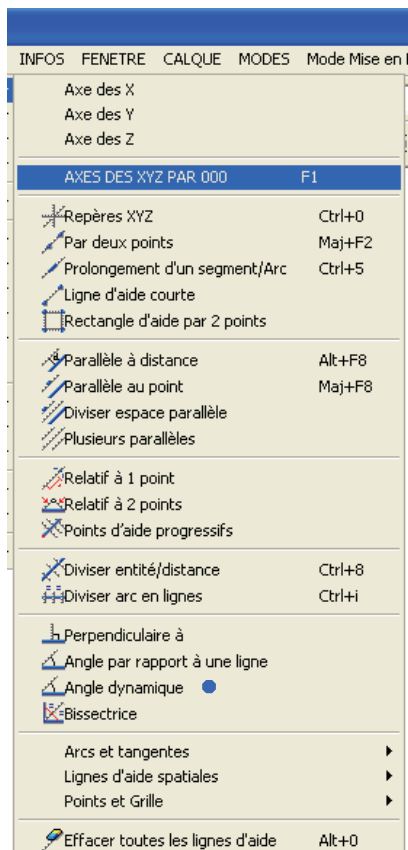 INFOS FENETRE CALQUE MODES Mode Mise en
Axe des X
Axe des Y
Axe des Z
AXES DES XYZ PAR 000 F1
Repères XYZ Ctrl+0
Par deux points Maj+F2
Prolongement d'un segment/Arc Ctrl+5
Ligne d'aide courte
Rectangle d'aide par 2 points
Parallèle à distance Alt+F8
Parallèle au point Maj+F8
Diviser espace parallèle
Plusieurs parallèles
Relatif à 1 point
Relatif à 2 points
Points d'aide progressifs
Diviser entité/distance Ctrl+8
Diviser arc en lignes Ctrl+i
Perpendiculaire à
Angle par rapport à une ligne
Angle dynamique
Bissectrice
Arcs et tangentes
Lignes d'aide spatiales
Points et Grille
Effacer toutes les lignes d'aide Alt+0